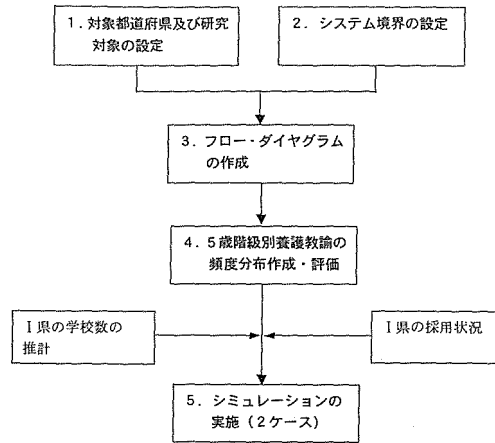 1．対象都道府県及び研究
対象の設定
2．システム境界の設定
3．フロー・ダイヤグラム
の作成
4．5歳階級別養護教諭の
頻度分布作成・評価
Ⅰ県の学校数の
推計
Ⅰ県の採用状況
5．シミュレーションの
実施（2ケース）